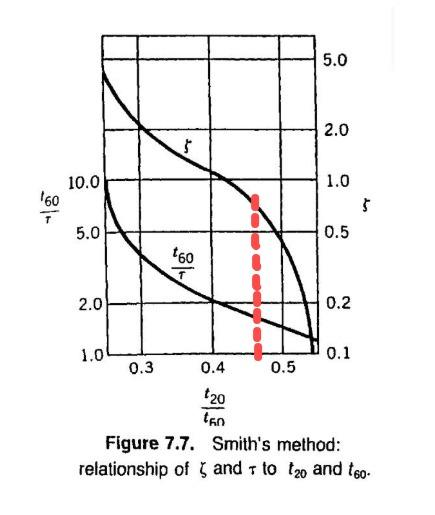 5.0
2.0
ζ
10.0 1.0
t60/τ ζ
5.0 0.5
t60/τ
2.0 0.2
1.0 0.1
0.3 0.4 0.5
t20
t60
Figure 7.7. Smith's method:
relationship of ζ and τ to t20 and t60.